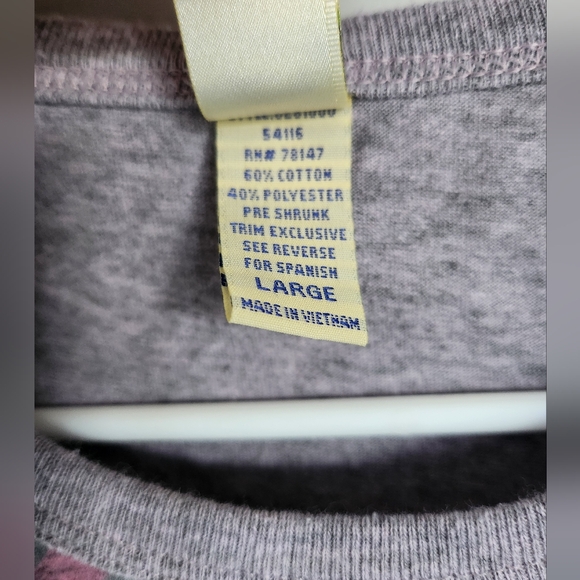 54116
RN# 78147
60% COTTON
40% POLYESTER
PRE SHRUNK
TRIM EXCLUSIVE
SEE REVERSE
FOR SPANISH
LARGE
MADE IN VIETNAM